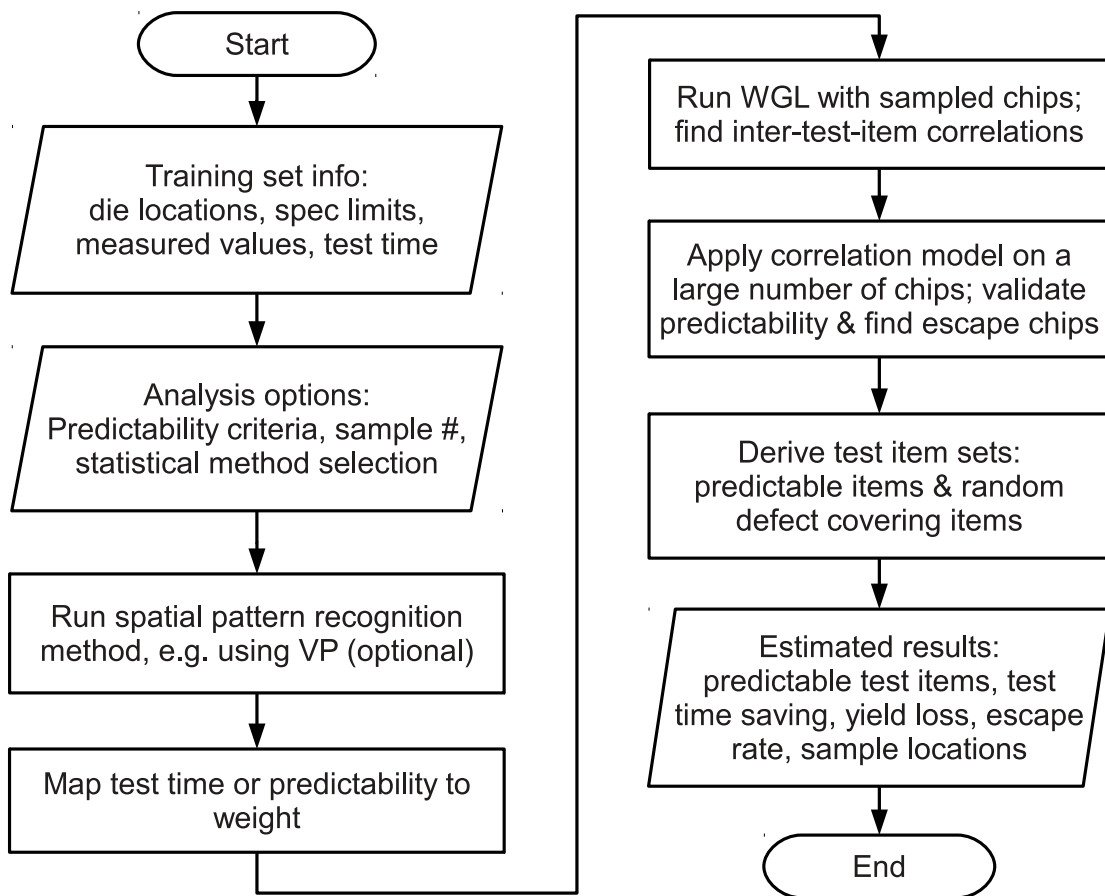 Start
Training set info:
die locations, spec limits,
measured values, test time
Analysis options:
Predictability criteria, sample #,
statistical method selection
Run spatial pattern recognition
method, e.g. using VP (optional)
Map test time or predictability to
weight
Run WGL with sampled chips;
find inter-test-item correlations
Apply correlation model on a
large number of chips; validate
predictability & find escape chips
Derive test item sets:
predictable items & random
defect covering items
Estimated results:
predictable test items, test
time saving, yield loss, escape
rate, sample locations
End